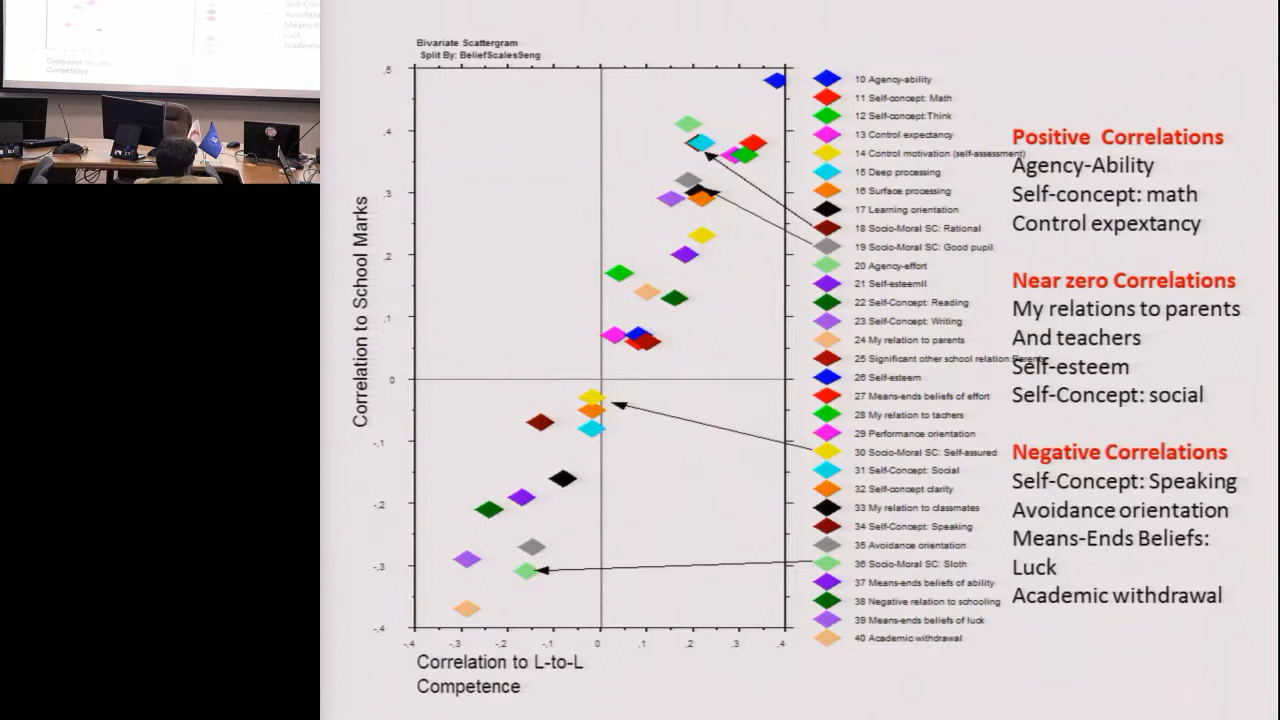 Bivariate Scattergram
Split By: BeliefScales9eng
Correlation to School Marks
,5
,4
,3
,2
,1
0
-,1
-,2
-,3
-,4
-,4
-,3
-,1
0
,1
,2
,3
,4
Correlation to L-to-L
Competence
10 Agency-ability
11 Self-concept: Math
12 Self-concept:Think
13 Control expectancy
14 Control motivation (self-assessment)
15 Deep processing
16 Surface processing
17 Learning orientation
18 Socio-Moral SC: Rational
19 Socio-Moral SC: Good pupil
20 Agency-effort
21 Self-esteemII
22 Self-Concept: Reading
23 Self-Concept: Writing
24 My relation to parents
25 Significant other school relation:
26 Self-esteem
27 Means-ends beliefs of effort
28 My relation to tachers
29 Performance orientation
30 Socio-Moral SC: Self-assured
31 Self-Concept: Social
32 Self-concept clarity
33 My relation to classmates
34 Self-Concept: Speaking
35 Avoidance orientation
36 Socio-Moral SC: Sloth
37 Means-ends beliefs of ability
38 Negative relation to schooling
39 Means-ends beliefs of luck
40 Academic withdrawal
Positive Correlations
Agency-Ability
Self-concept: math
Control expextancy
Near zero Correlations
My relations to parents
And teachers
Self-esteem
Self-Concept: social
Negative Correlations
Self-Concept: Speaking
Avoidance orientation
Means-Ends Beliefs:
Luck
Academic withdrawal